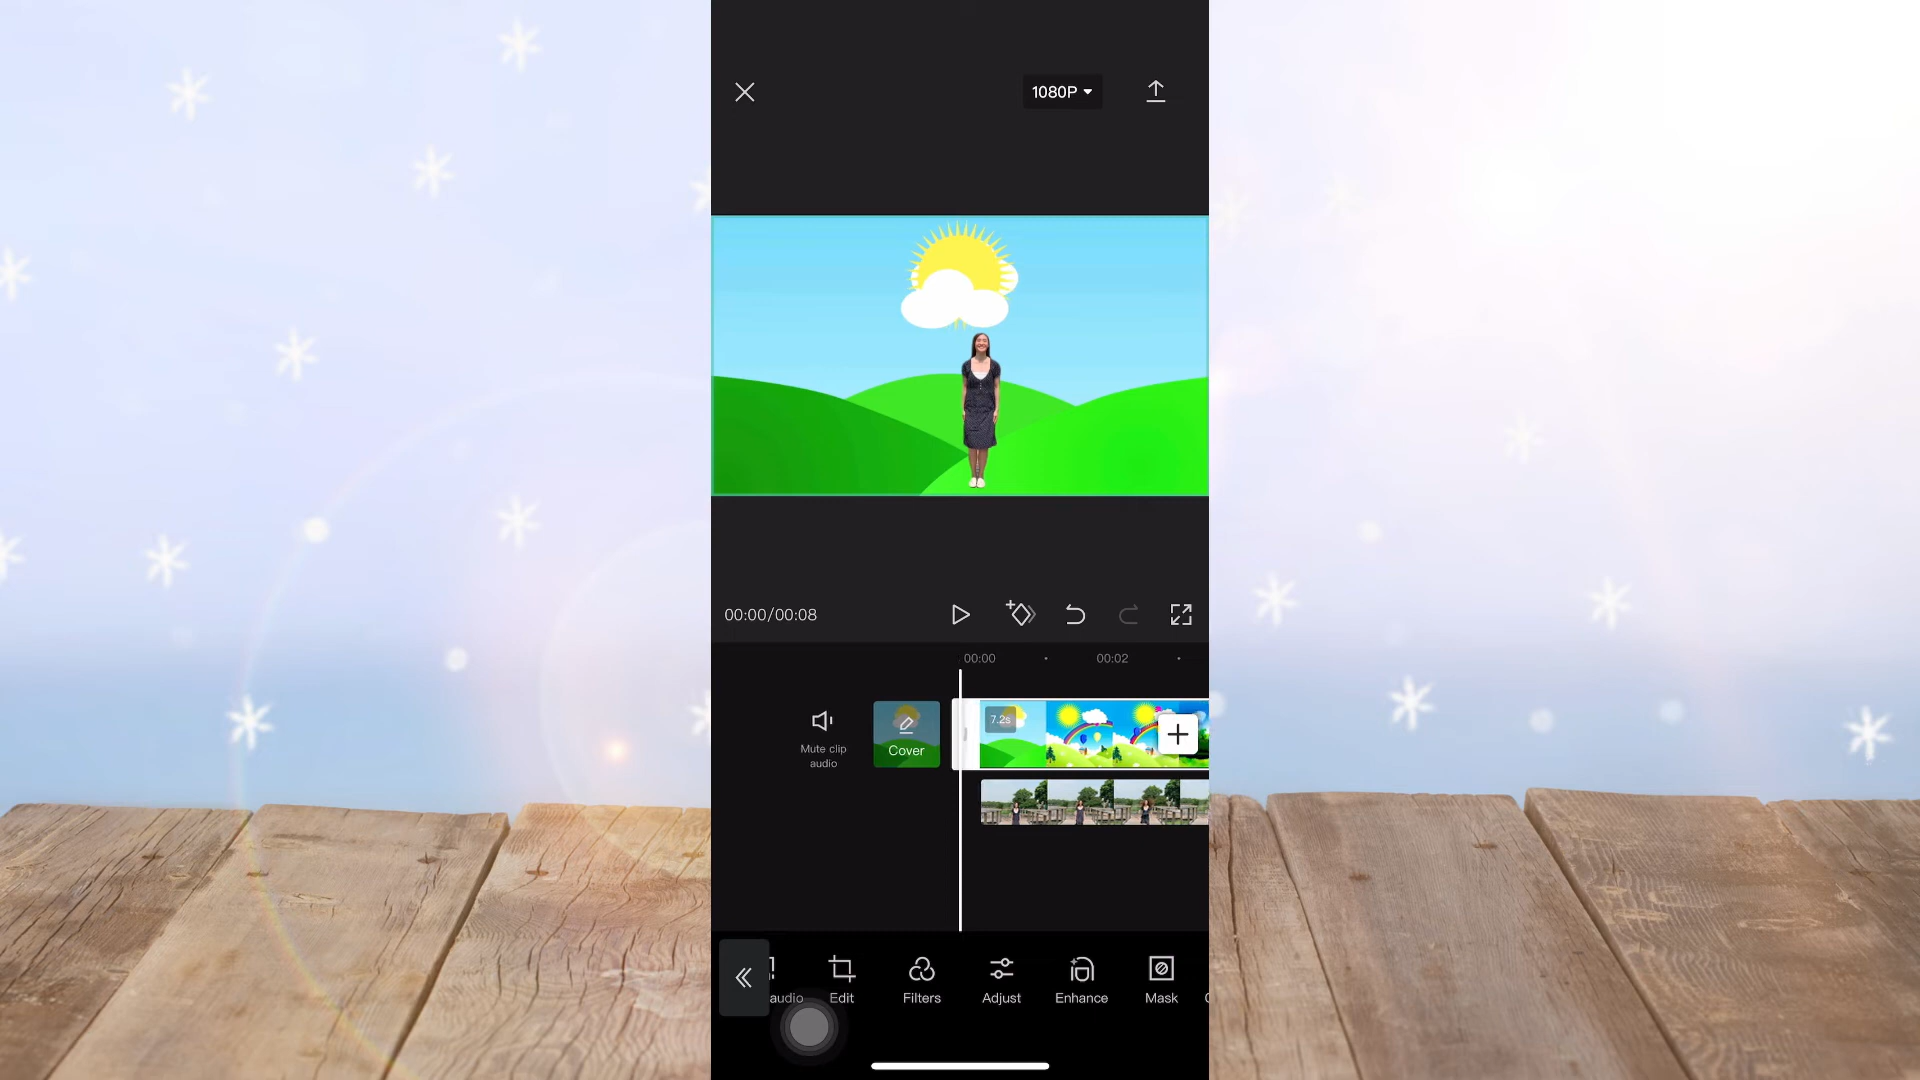 1080P
00:00/00:08
00:00
00:02
7.2s
Mute clip
audio
Cover
audio
Edit
Filters
Adjust
Enhance
Mask